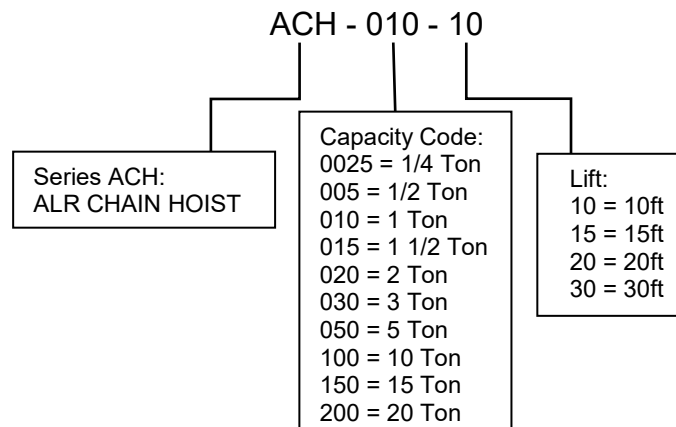 ACH - 010 - 10
Series ACH:
ALR CHAIN HOIST
Capacity Code:
0025 = 1/4 Ton
005 = 1/2 Ton
010 = 1 Ton
015 = 1 1/2 Ton
020 = 2 Ton
030 = 3 Ton
050 = 5 Ton
100 = 10 Ton
150 = 15 Ton
200 = 20 Ton
Lift:
10 = 10ft
15 = 15ft
20 = 20ft
30 = 30ft